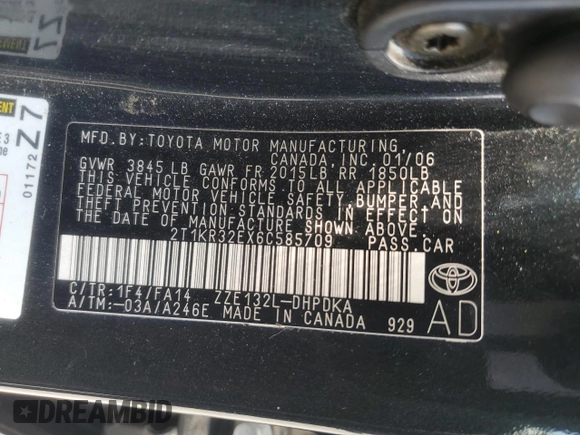 MFD.BY:TOYOTA MOTOR MANUFACTURING,
CANADA, INC. 01/06
GVWR 3845 LB GAWR FR 2015LB RR 1850LB
THIS VEHICLE CONFORMS TO ALL APPLICABLE
FEDERAL MOTOR VEHICLE SAFETY, BUMPER, AND
THEFT PREVENTION STANDARDS IN EFFECT ON
THE DATE OF MANUFACTURE SHOWN ABOVE.
2T1KR32EX6C585709 PASS.CAR
C/TR:1F4/FA14 ZZE132L-DHPDKA
A/TM:-03A/A246E MADE IN CANADA 929
AD
01172
Z7
DREAMBID